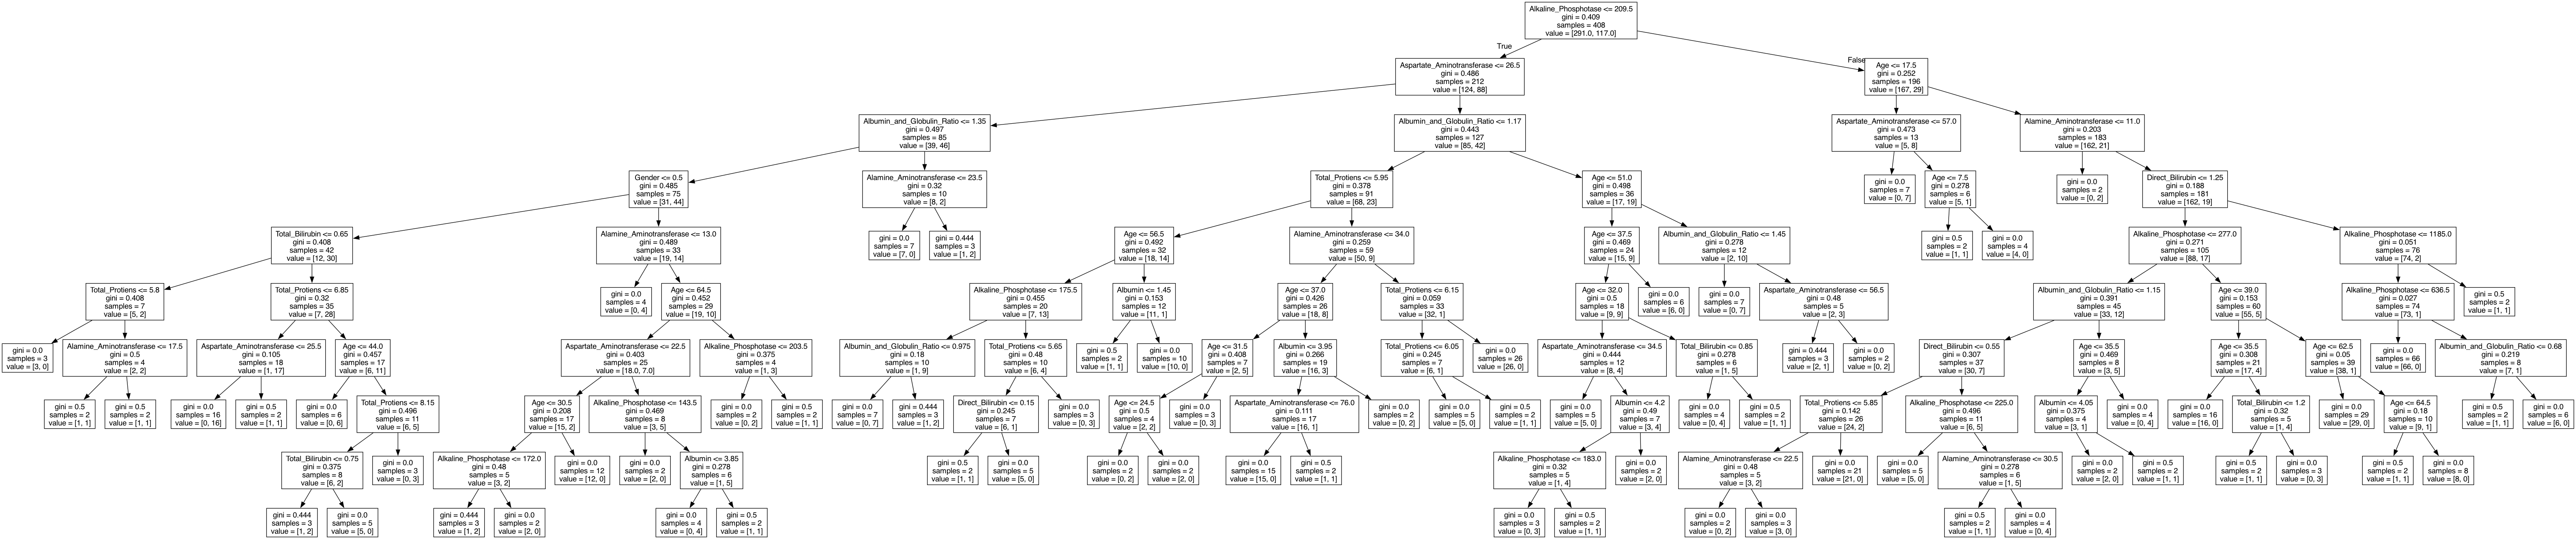 Alkaline_Phosphotase <= 209.5
gini = 0.409
samples = 408
value = [291.0, 117.0]
True
False
Aspartate_Aminotransferase <= 26.5
gini = 0.486
samples = 212
value = [124, 88]
Age <= 17.5
gini = 0.252
samples = 196
value = [167, 29]
Albumin_and_Globulin_Ratio <= 1.35
gini = 0.497
samples = 85
value = [39, 46]
Albumin_and_Globulin_Ratio <= 1.17
gini = 0.443
samples = 127
value = [85, 42]
Aspartate_Aminotransferase <= 57.0
gini = 0.473
samples = 13
value = [5, 8]
Alamine_Aminotransferase <= 11.0
gini = 0.203
samples = 183
value = [162, 21]
Gender <= 0.5
gini = 0.485
samples = 75
value = [31, 44]
Alamine_Aminotransferase <= 23.5
gini = 0.32
samples = 10
value = [8, 2]
Total_Protiens <= 5.95
gini = 0.378
samples = 91
value = [68, 23]
Age <= 51.0
gini = 0.498
samples = 36
value = [17, 19]
gini = 0.0
samples = 7
value = [0, 7]
Age <= 7.5
gini = 0.278
samples = 6
value = [5, 1]
gini = 0.0
samples = 2
value = [0, 2]
Direct_Bilirubin <= 1.25
gini = 0.188
samples = 181
value = [162, 19]
Total_Bilirubin <= 0.65
gini = 0.408
samples = 42
value = [12, 30]
Alamine_Aminotransferase <= 13.0
gini = 0.489
samples = 33
value = [19, 14]
gini = 0.0
samples = 7
value = [7, 0]
gini = 0.444
samples = 3
value = [1, 2]
Age <= 56.5
gini = 0.492
samples = 32
value = [18, 14]
Alamine_Aminotransferase <= 34.0
gini = 0.259
samples = 59
value = [50, 9]
Age <= 37.5
gini = 0.469
samples = 24
value = [15, 9]
Albumin_and_Globulin_Ratio <= 1.45
gini = 0.278
samples = 12
value = [2, 10]
gini = 0.5
samples = 2
value = [1, 1]
gini = 0.0
samples = 4
value = [4, 0]
Alkaline_Phosphotase <= 277.0
gini = 0.271
samples = 105
value = [88, 17]
Alkaline_Phosphotase <= 1185.0
gini = 0.051
samples = 76
value = [74, 2]
Total_Protiens <= 5.8
gini = 0.408
samples = 7
value = [5, 2]
Total_Protiens <= 6.85
gini = 0.32
samples = 35
value = [7, 28]
gini = 0.0
samples = 4
value = [0, 4]
Age <= 64.5
gini = 0.452
samples = 29
value = [19, 10]
Alkaline_Phosphotase <= 175.5
gini = 0.455
samples = 20
value = [7, 13]
Albumin <= 1.45
gini = 0.153
samples = 12
value = [11, 1]
Age <= 37.0
gini = 0.426
samples = 26
value = [18, 8]
Total_Protiens <= 6.15
gini = 0.059
samples = 33
value = [32, 1]
Age <= 32.0
gini = 0.5
samples = 18
value = [9, 9]
gini = 0.0
samples = 6
value = [6, 0]
gini = 0.0
samples = 7
value = [0, 7]
Aspartate_Aminotransferase <= 56.5
gini = 0.48
samples = 5
value = [2, 3]
Albumin_and_Globulin_Ratio <= 1.15
gini = 0.391
samples = 45
value = [33, 12]
Age <= 39.0
gini = 0.153
samples = 60
value = [55, 5]
Alkaline_Phosphotase <= 636.5
gini = 0.027
samples = 74
value = [73, 1]
gini = 0.5
samples = 2
value = [1, 1]
gini = 0.0
samples = 3
value = [3, 0]
Alamine_Aminotransferase <= 17.5
gini = 0.5
samples = 4
value = [2, 2]
Aspartate_Aminotransferase <= 25.5
gini = 0.105
samples = 18
value = [1, 17]
Age <= 44.0
gini = 0.457
samples = 17
value = [6, 11]
Aspartate_Aminotransferase <= 22.5
gini = 0.403
samples = 25
value = [18.0, 7.0]
Alkaline_Phosphotase <= 203.5
gini = 0.375
samples = 4
value = [1, 3]
Albumin_and_Globulin_Ratio <= 0.975
gini = 0.18
samples = 10
value = [1, 9]
Total_Protiens <= 5.65
gini = 0.48
samples = 10
value = [6, 4]
gini = 0.5
samples = 2
value = [1, 1]
gini = 0.0
samples = 10
value = [10, 0]
Age <= 31.5
gini = 0.408
samples = 7
value = [2, 5]
Albumin <= 3.95
gini = 0.266
samples = 19
value = [16, 3]
Total_Protiens <= 6.05
gini = 0.245
samples = 7
value = [6, 1]
gini = 0.0
samples = 26
value = [26, 0]
Aspartate_Aminotransferase <= 34.5
gini = 0.444
samples = 12
value = [8, 4]
Total_Bilirubin <= 0.85
gini = 0.278
samples = 6
value = [1, 5]
gini = 0.444
samples = 3
value = [2, 1]
gini = 0.0
samples = 2
value = [0, 2]
Direct_Bilirubin <= 0.55
gini = 0.307
samples = 37
value = [30, 7]
Age <= 35.5
gini = 0.469
samples = 8
value = [3, 5]
Age <= 35.5
gini = 0.308
samples = 21
value = [17, 4]
Age <= 62.5
gini = 0.05
samples = 39
value = [38, 1]
gini = 0.0
samples = 66
value = [66, 0]
Albumin_and_Globulin_Ratio <= 0.68
gini = 0.219
samples = 8
value = [7, 1]
gini = 0.5
samples = 2
value = [1, 1]
gini = 0.5
samples = 2
value = [1, 1]
gini = 0.0
samples = 16
value = [0, 16]
gini = 0.5
samples = 2
value = [1, 1]
gini = 0.0
samples = 6
value = [0, 6]
Total_Protiens <= 8.15
gini = 0.496
samples = 11
value = [6, 5]
Age <= 30.5
gini = 0.208
samples = 17
value = [15, 2]
Alkaline_Phosphotase <= 143.5
gini = 0.469
samples = 8
value = [3, 5]
gini = 0.0
samples = 2
value = [0, 2]
gini = 0.5
samples = 2
value = [1, 1]
gini = 0.0
samples = 7
value = [0, 7]
gini = 0.444
samples = 3
value = [1, 2]
Direct_Bilirubin <= 0.15
gini = 0.245
samples = 7
value = [6, 1]
gini = 0.0
samples = 3
value = [0, 3]
Age <= 24.5
gini = 0.5
samples = 4
value = [2, 2]
gini = 0.0
samples = 3
value = [0, 3]
Aspartate_Aminotransferase <= 76.0
gini = 0.111
samples = 17
value = [16, 1]
gini = 0.0
samples = 2
value = [0, 2]
gini = 0.0
samples = 5
value = [5, 0]
gini = 0.5
samples = 2
value = [1, 1]
gini = 0.0
samples = 5
value = [5, 0]
Albumin <= 4.2
gini = 0.49
samples = 7
value = [3, 4]
gini = 0.0
samples = 4
value = [0, 4]
gini = 0.5
samples = 2
value = [1, 1]
Total_Protiens <= 5.85
gini = 0.142
samples = 26
value = [24, 2]
Alkaline_Phosphotase <= 225.0
gini = 0.496
samples = 11
value = [6, 5]
Albumin <= 4.05
gini = 0.375
samples = 4
value = [3, 1]
gini = 0.0
samples = 4
value = [0, 4]
gini = 0.0
samples = 16
value = [16, 0]
Total_Bilirubin <= 1.2
gini = 0.32
samples = 5
value = [1, 4]
gini = 0.0
samples = 29
value = [29, 0]
Age <= 64.5
gini = 0.18
samples = 10
value = [9, 1]
gini = 0.5
samples = 2
value = [1, 1]
gini = 0.0
samples = 6
value = [6, 0]
Total_Bilirubin <= 0.75
gini = 0.375
samples = 8
value = [6, 2]
gini = 0.0
samples = 3
value = [0, 3]
Alkaline_Phosphotase <= 172.0
gini = 0.48
samples = 5
value = [3, 2]
gini = 0.0
samples = 12
value = [12, 0]
gini = 0.0
samples = 2
value = [2, 0]
Albumin <= 3.85
gini = 0.278
samples = 6
value = [1, 5]
gini = 0.5
samples = 2
value = [1, 1]
gini = 0.0
samples = 5
value = [5, 0]
gini = 0.0
samples = 2
value = [0, 2]
gini = 0.0
samples = 2
value = [2, 0]
gini = 0.0
samples = 15
value = [15, 0]
gini = 0.5
samples = 2
value = [1, 1]
Alkaline_Phosphotase <= 183.0
gini = 0.32
samples = 5
value = [1, 4]
gini = 0.0
samples = 2
value = [2, 0]
Alamine_Aminotransferase <= 22.5
gini = 0.48
samples = 5
value = [3, 2]
gini = 0.0
samples = 21
value = [21, 0]
gini = 0.0
samples = 5
value = [5, 0]
Alamine_Aminotransferase <= 30.5
gini = 0.278
samples = 6
value = [1, 5]
gini = 0.0
samples = 2
value = [2, 0]
gini = 0.5
samples = 2
value = [1, 1]
gini = 0.5
samples = 2
value = [1, 1]
gini = 0.0
samples = 3
value = [0, 3]
gini = 0.5
samples = 2
value = [1, 1]
gini = 0.0
samples = 8
value = [8, 0]
gini = 0.444
samples = 3
value = [1, 2]
gini = 0.0
samples = 5
value = [5, 0]
gini = 0.444
samples = 3
value = [1, 2]
gini = 0.0
samples = 2
value = [2, 0]
gini = 0.0
samples = 4
value = [0, 4]
gini = 0.5
samples = 2
value = [1, 1]
gini = 0.0
samples = 3
value = [0, 3]
gini = 0.5
samples = 2
value = [1, 1]
gini = 0.0
samples = 2
value = [0, 2]
gini = 0.0
samples = 3
value = [3, 0]
gini = 0.5
samples = 2
value = [1, 1]
gini = 0.0
samples = 4
value = [0, 4]